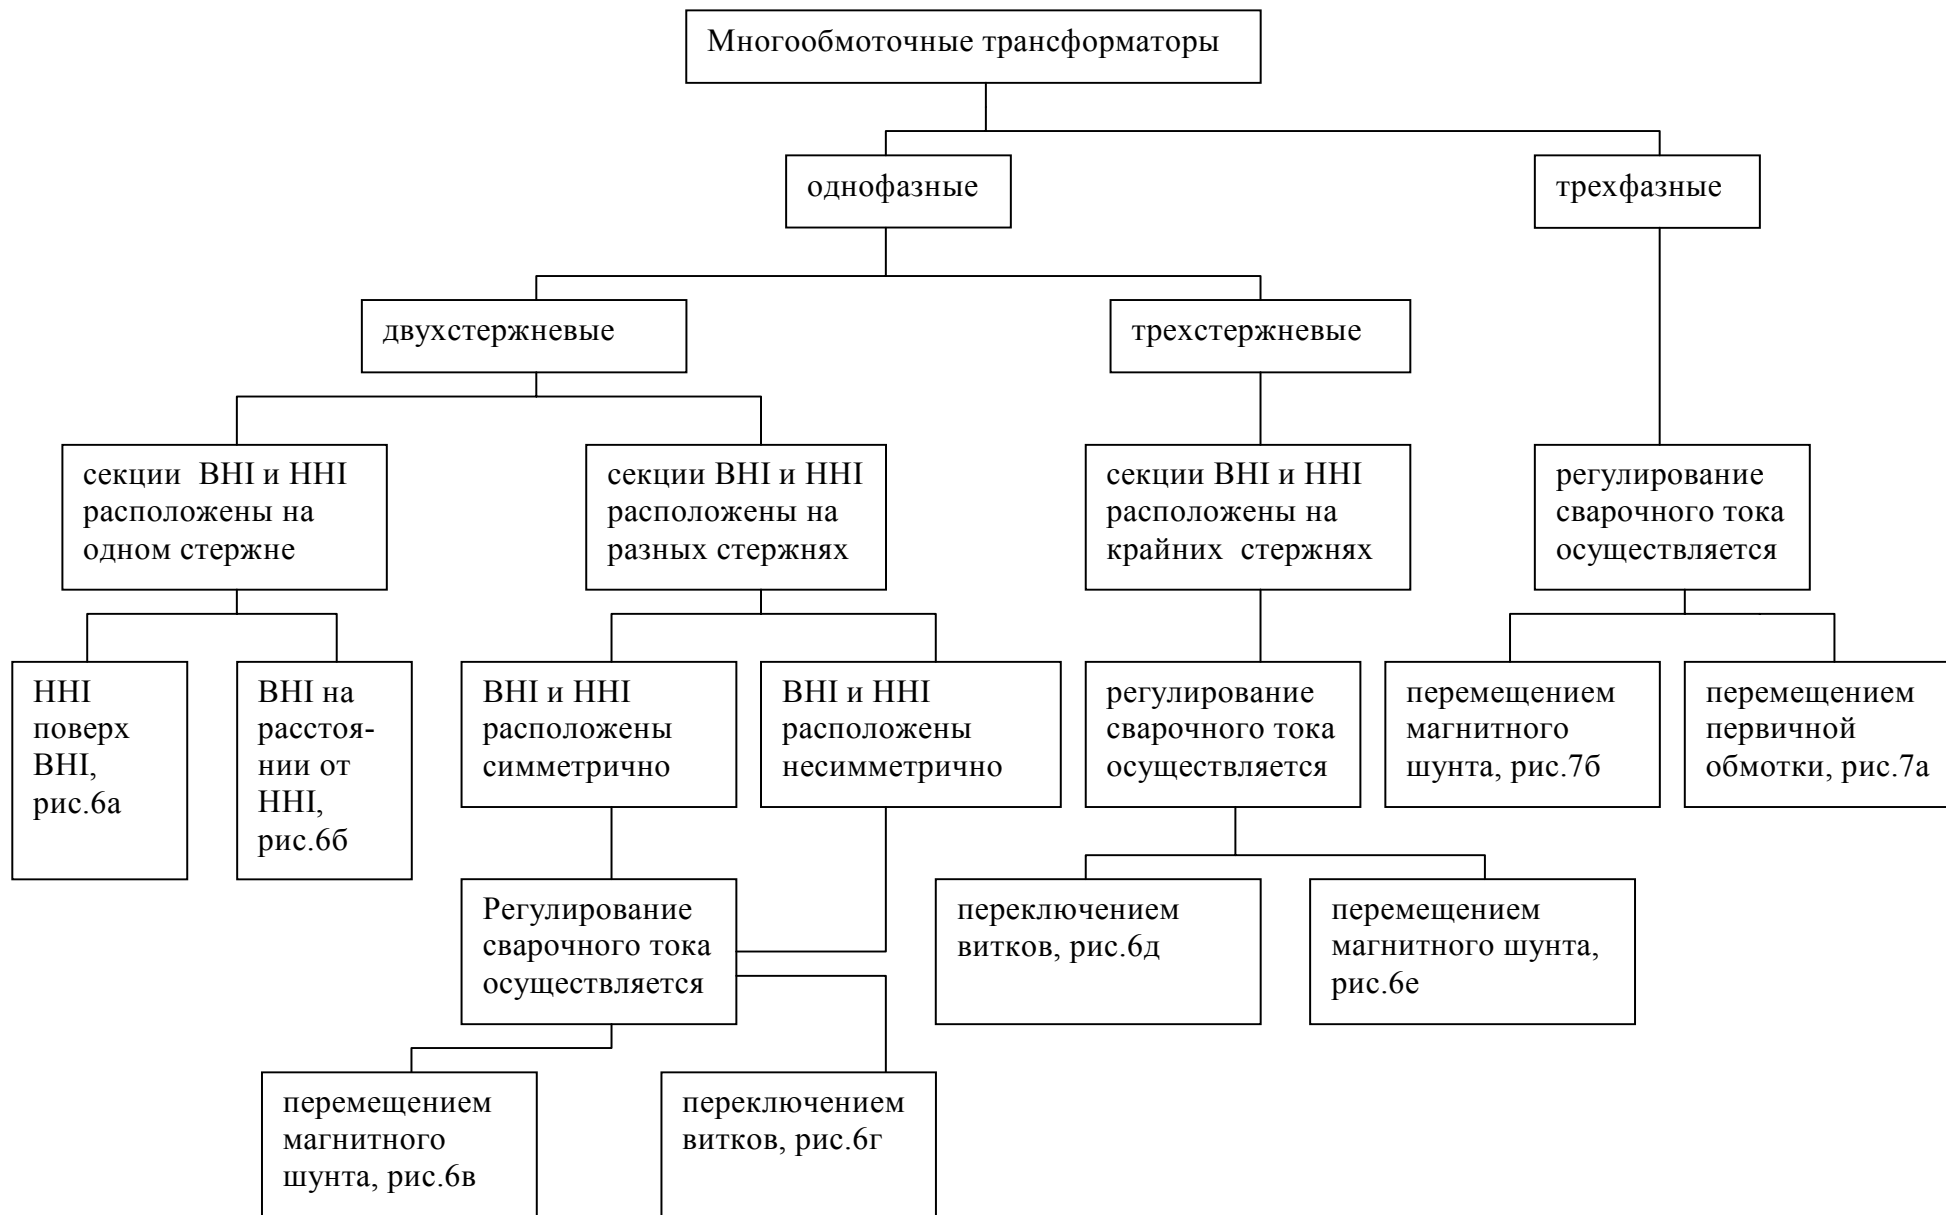 Многообмоточные трансформаторы
однофазные
трехфазные
двухстержневые
трехстержневые
секции ВНI и ННI
расположены на
одном стержне
секции ВНI и ННI
расположены на
разных стержнях
секции ВНI и ННI
расположены на
крайних стержнях
регулирование
сварочного тока
осуществляется
ННI
поверх
ВНI,
рис.6а
ВНI на
расстоя-
нии от
ННI,
рис.6б
ВНI и ННI
расположены
симметрично
ВНI и ННI
расположены
несимметрично
регулирование
сварочного тока
осуществляется
перемещением
магнитного
шунта, рис.7б
перемещением
первичной
обмотки, рис.7а
Регулирование
сварочного тока
осуществляется
переключением
витков, рис.6д
перемещением
магнитного шунта,
рис.6е
перемещением
магнитного
шунта, рис.6в
переключением
витков, рис.6г